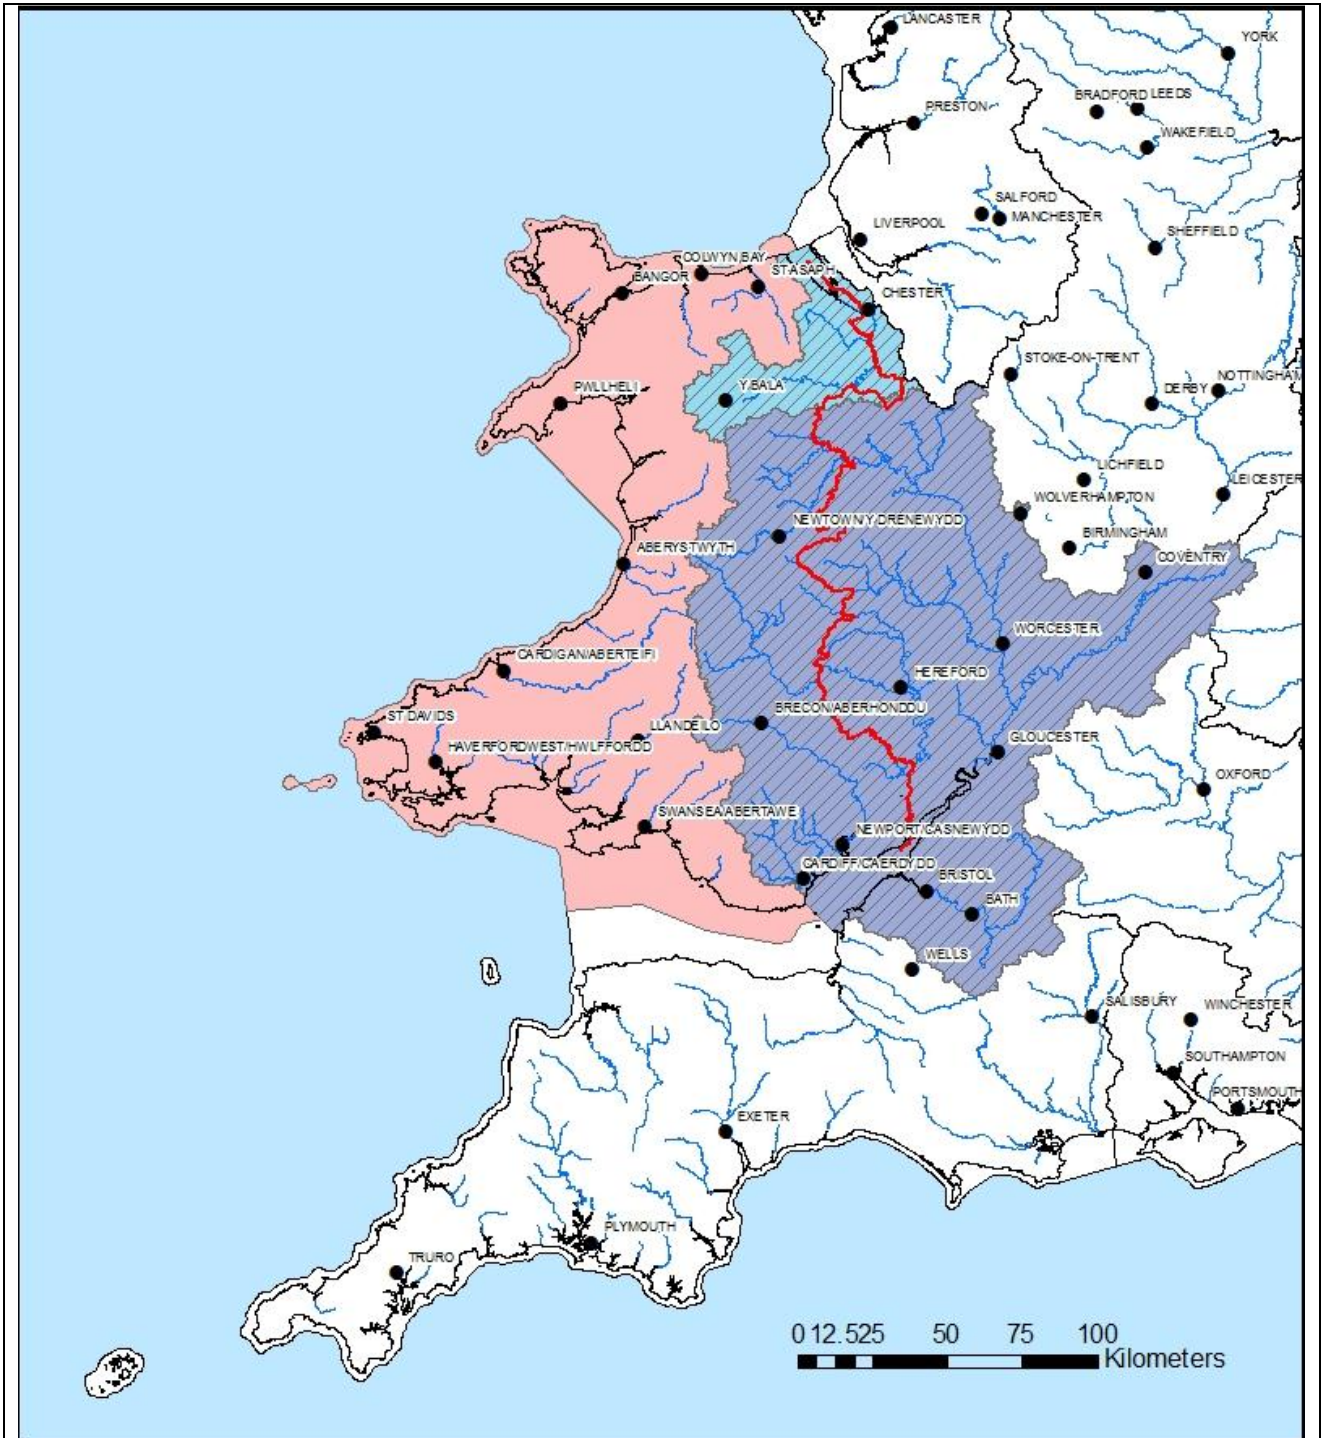 LANCASTER
YORK
BRADFORD
LEEDS
PRESTON
WAKEFIELD
SALFORD
MANCHESTER
LIVERPOOL
SHEFFIELD
COLWYN BAY
ST ASAPH
BANGOR
CHESTER
STOKE-ON-TRENT
NOTTINGHAM
DERBY
PWLLHELI
Y BALA
LICHFIELD
LEICESTER
WOLVERHAMPTON
NEWTOWN/Y DRENEWYDD
BIRMINGHAM
ABERYSTWYTH
COVENTRY
WORCESTER
CARDIGAN/ABERTEIFI
HEREFORD
ST DAVIDS
BRECON/ABERHONDDU
LLANDEILO
GLOUCESTER
HAVERFORDWEST/HWLFFORDD
OXFORD
SWANSEA/ABERTAWE
NEWPORT/CASNEWYDD
CARDIFF/CAERDYDD
BRISTOL
BATH
WELLS
SALISBURY
WINCHESTER
SOUTHAMPTON
PORTSMOUTH
EXETER
PLYMOUTH
TRURO
0 12.525 50 75 100
Kilometers